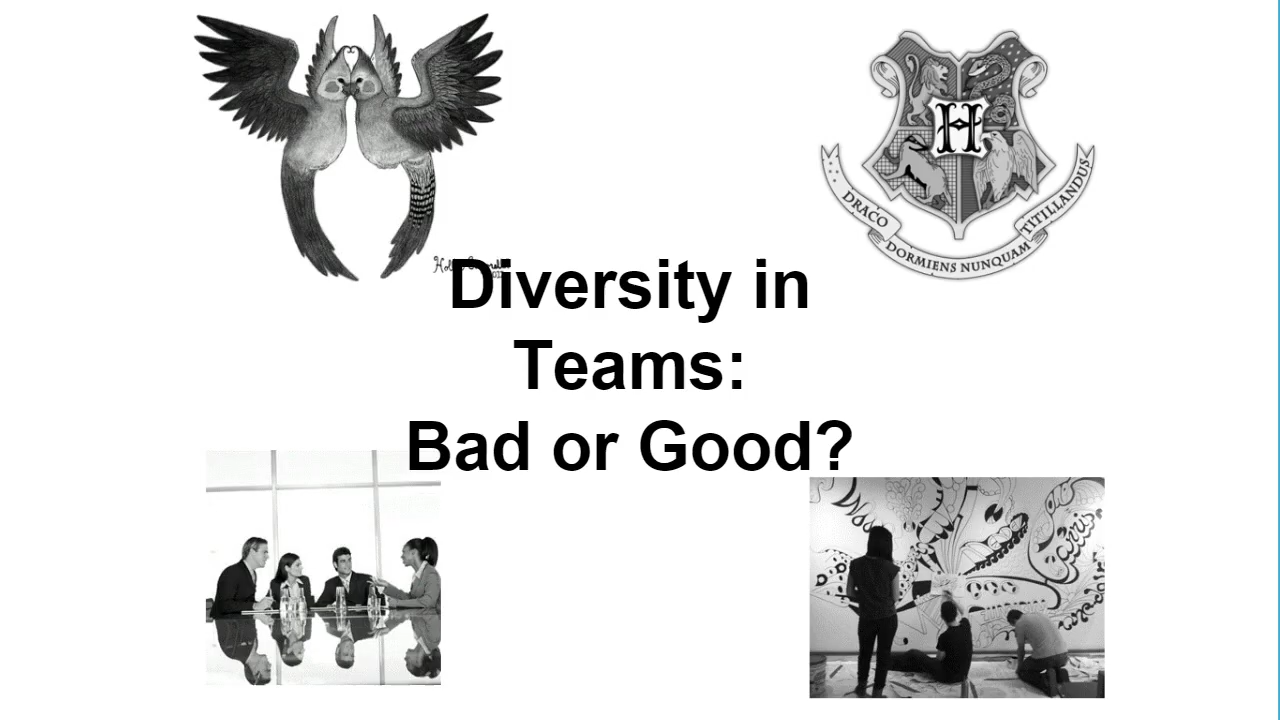 H
DRACO
DORMIENS NUNQUAM
TITILLANDUS
Diversity in
Teams:
Bad or Good?